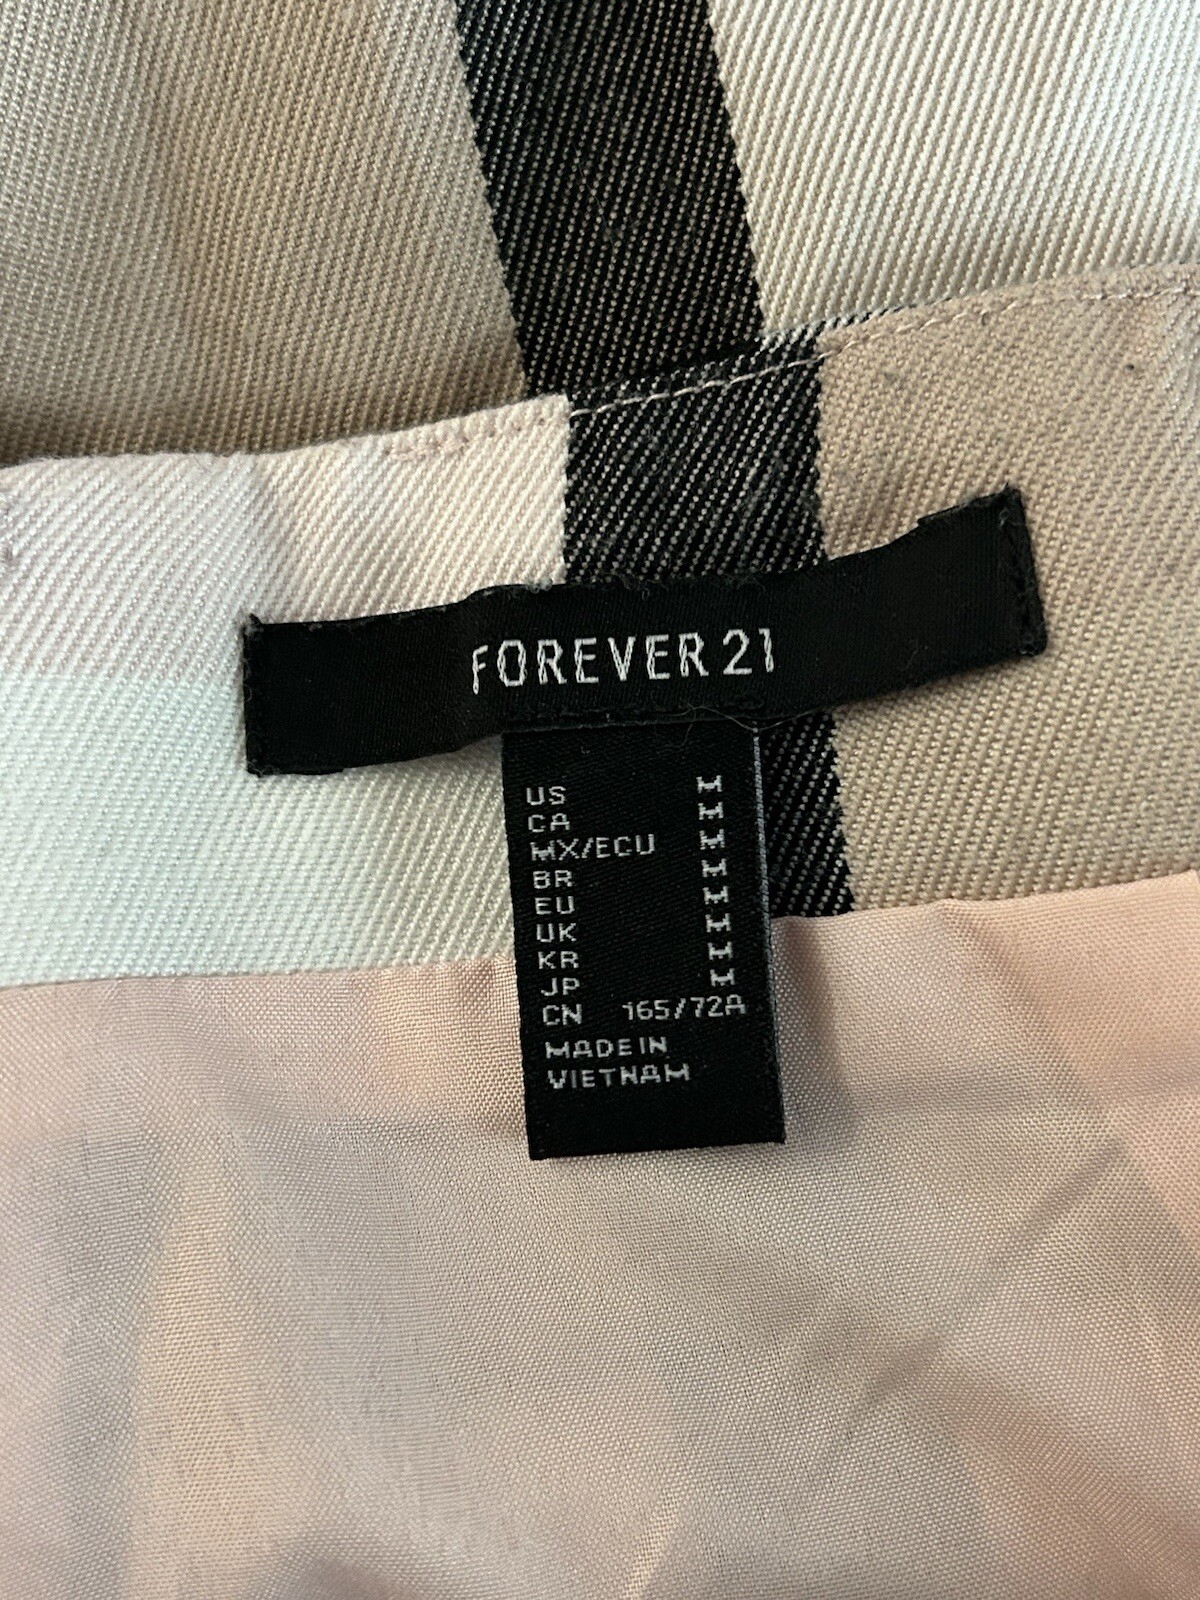 FOREVER 21
US M
CA M
MX/ECU M
BR M
EU M
UK M
KR M
JP M
CN 165/72A
MADE IN
VIETNAM